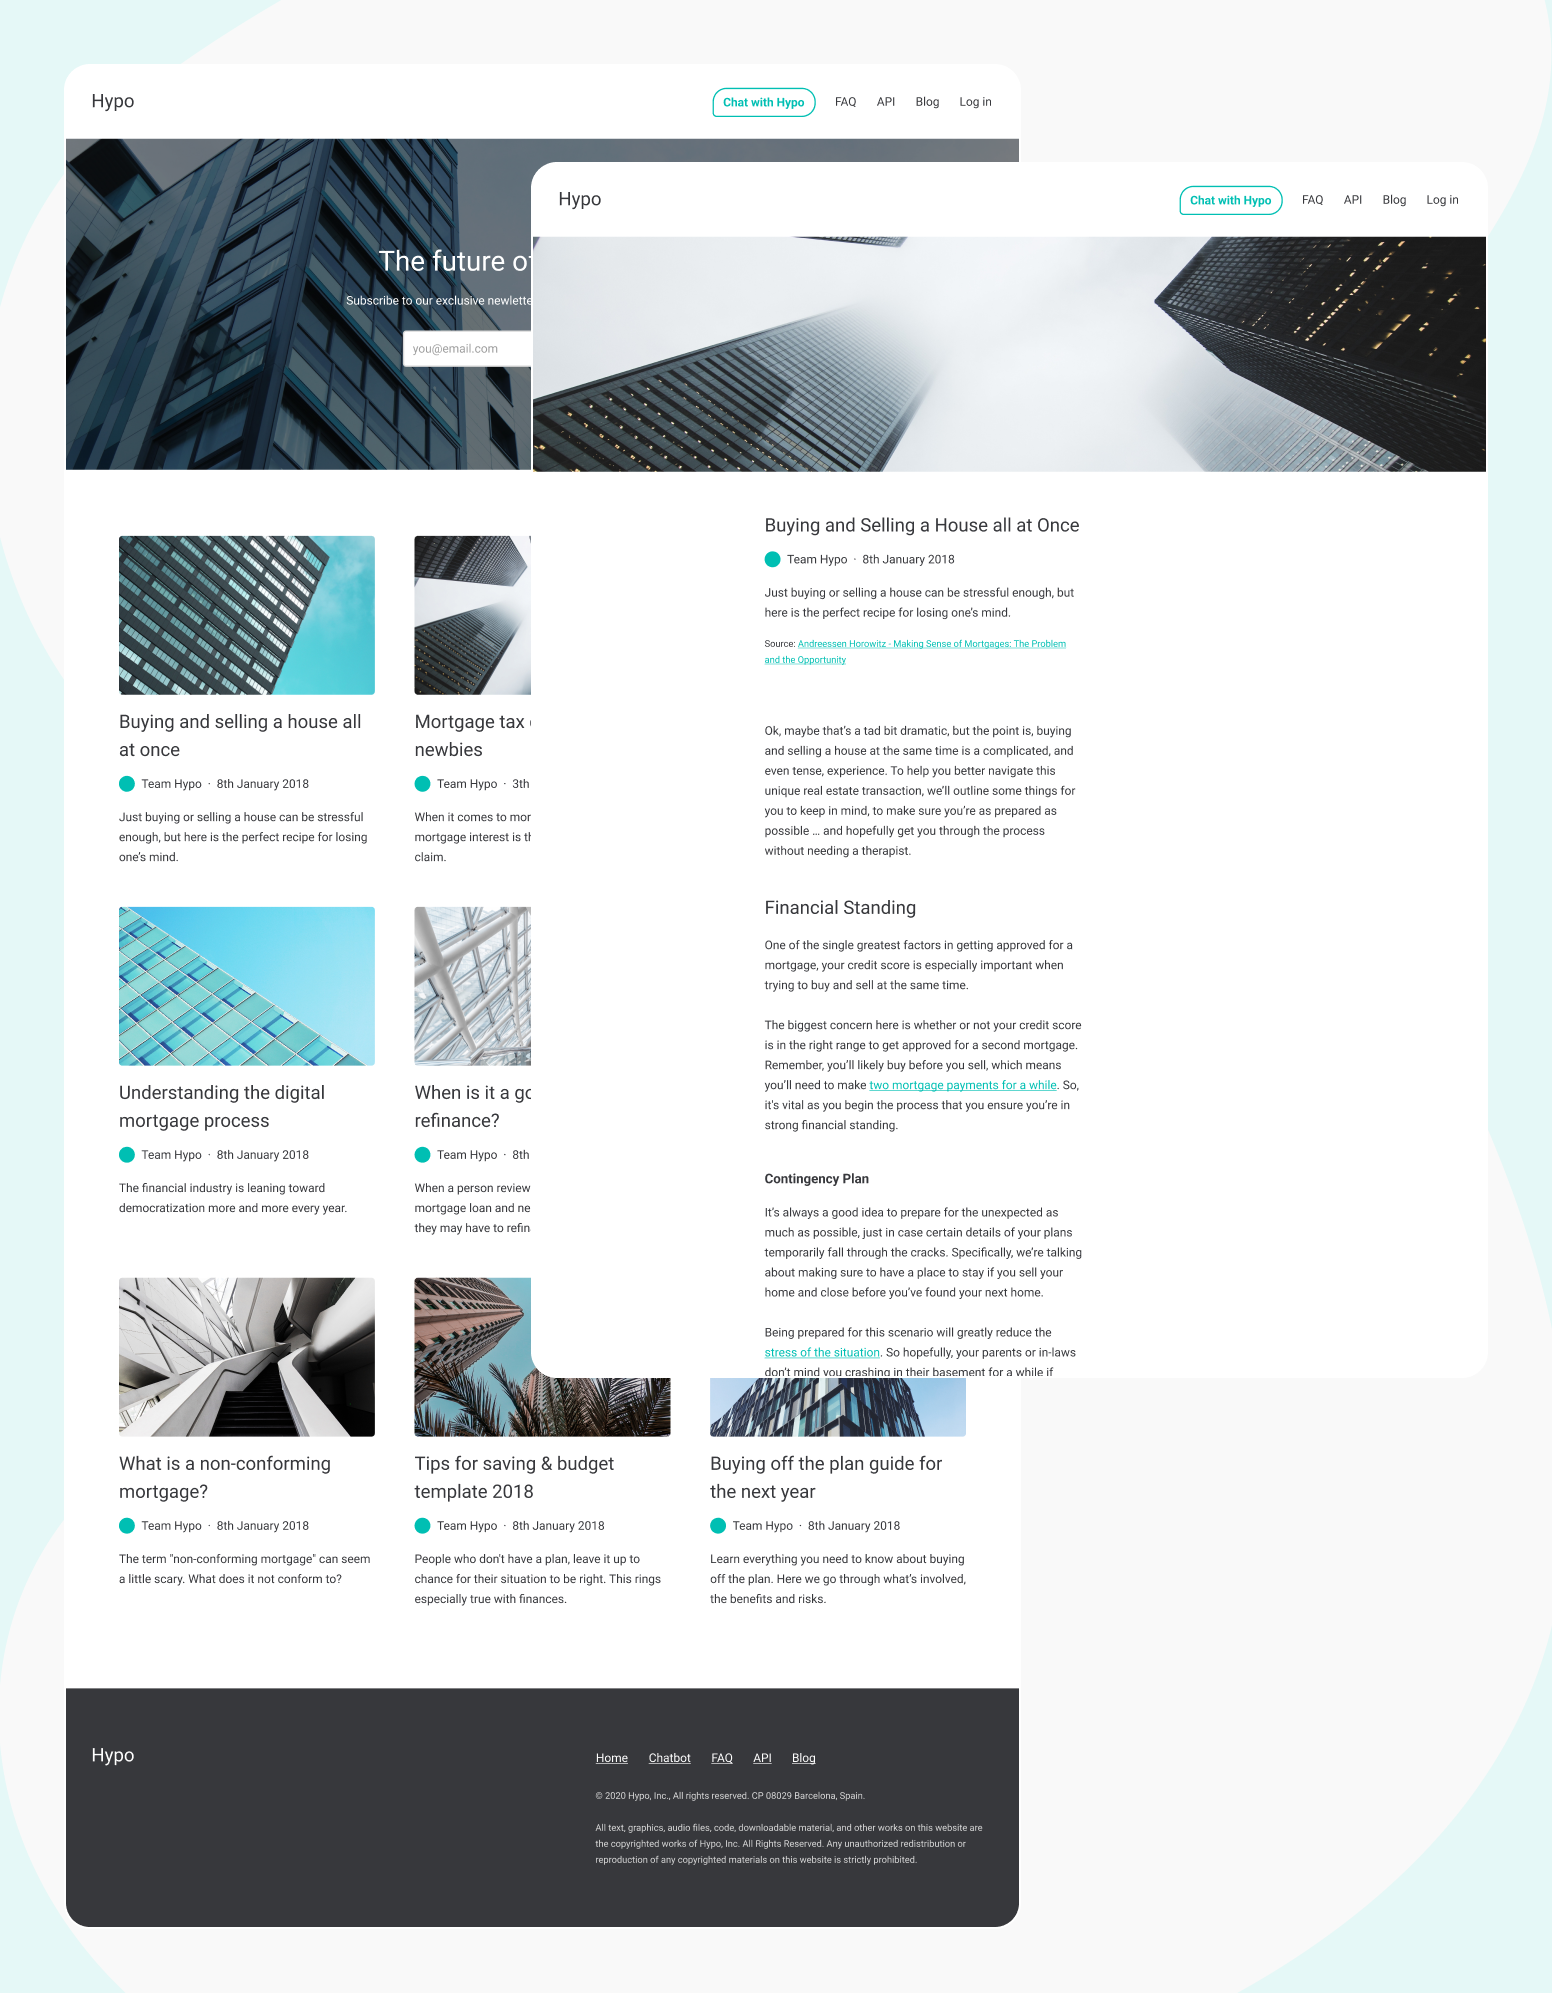 Hypo
Chat with Hypo FAQ API Blog Log in
The future of
Subscribe to our exclusive
you@email.com
Buying and selling a house all
at once
Team Hypo · 8th January 2018
Just buying or selling a house can be stressful
enough, but here is the perfect recipe for losing
one's mind.
Mortgage tax
newbies
Team Hypo · 3th
When it comes to
mortgage interest is
claim.
Understanding the digital
mortgage process
Team Hypo · 8th January 2018
The financial industry is leaning toward
democratization more and more every year.
When is it a
refinance?
Team Hypo · 8th
When a person
mortgage loan and
they may have to
What is a non-conforming
mortgage?
Team Hypo · 8th January 2018
The term "non-conforming mortgage" can seem
a little scary. What does it not conform to?
Tips for saving & budget
template 2018
Team Hypo · 8th January 2018
People who don't have a plan, leave it up to
chance for their situation to be right. This rings
especially true with finances.
Buying off the plan guide for
the next year
Team Hypo · 8th January 2018
Learn everything you need to know about buying
off the plan. Here we go through what's involved,
the benefits and risks.
Hypo
Home Chatbot FAQ API Blog
© 2020 Hypo, Inc., All rights reserved. CP 08029 Barcelona, Spain.
All text, graphics, audio files, code, downloadable material, and other works on this website are
the copyrighted works of Hypo, Inc. All Rights Reserved. Any unauthorized redistribution or
reproduction of any copyrighted materials on this website is strictly prohibited.
Hypo
Chat with Hypo FAQ API Blog Log in
Buying and Selling a House all at Once
Team Hypo · 8th January 2018
Just buying or selling a house can be stressful enough, but
here is the perfect recipe for losing one's mind.
Source: Andreessen Horowitz - Making Sense of Mortgages: The Problem
and the Opportunity
Ok, maybe that's a tad bit dramatic, but the point is, buying
and selling a house at the same time is a complicated, and
even tense, experience. To help you better navigate this
unique real estate transaction, we'll outline some things for
you to keep in mind, to make sure you're as prepared as
possible … and hopefully get you through the process
without needing a therapist.
Financial Standing
One of the single greatest factors in getting approved for a
mortgage, your credit score is especially important when
trying to buy and sell at the same time.
The biggest concern here is whether or not your credit score
is in the right range to get approved for a second mortgage.
Remember, you'll likely buy before you sell, which means
you'll need to make two mortgage payments for a while. So,
it's vital as you begin the process that you ensure you're in
strong financial standing.
Contingency Plan
It's always a good idea to prepare for the unexpected as
much as possible, just in case certain details of your plans
temporarily fall through the cracks. Specifically, we're talking
about making sure to have a place to stay if you sell your
home and close before you've found your next home.
Being prepared for this scenario will greatly reduce the
stress of the situation. So hopefully, your parents or in-laws
don't mind you crashing in their basement for a while if